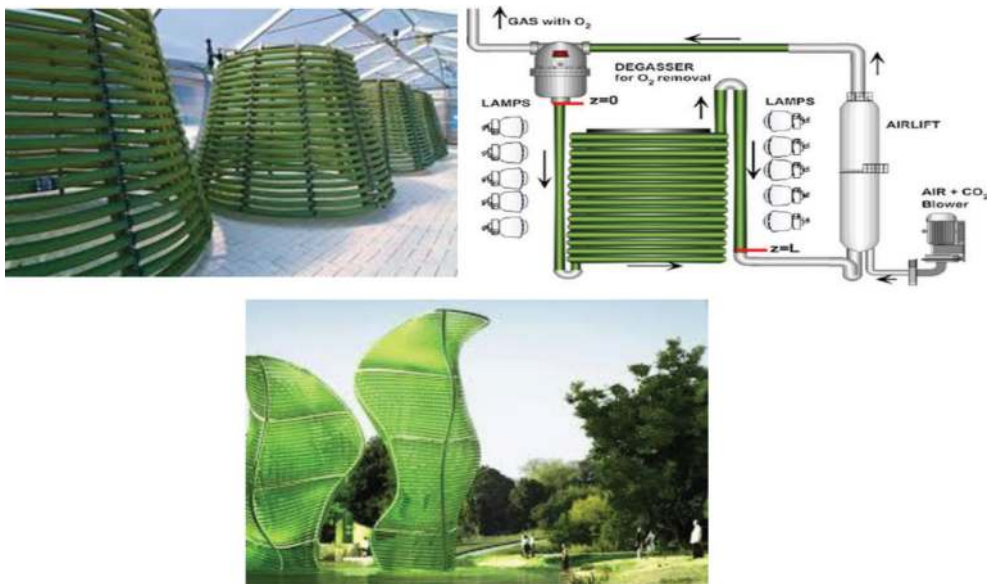 GAS with O2
DEGASSER
for O2 removal
z=0
LAMPS
LAMPS
AIRLIFT
AIR + CO2
Blower
z=L